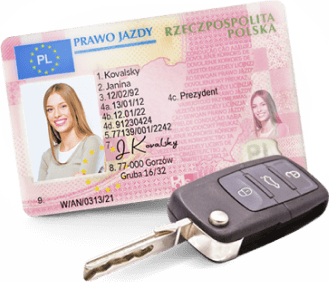 PRAWO JAZDY
RZECZPOSPOLITA
POLSKA
PL
1. Kovalsky
2. Janina
3. 12/02/92
4a. 13/01/12
4c. Prezydent
4b. 12.01/22
4d. 91230424
5. 77139/001/2242
7. J. Kovalsky
8. 77-000 Gorzów
Gruba 16/32
9.
W/AN/0313/21